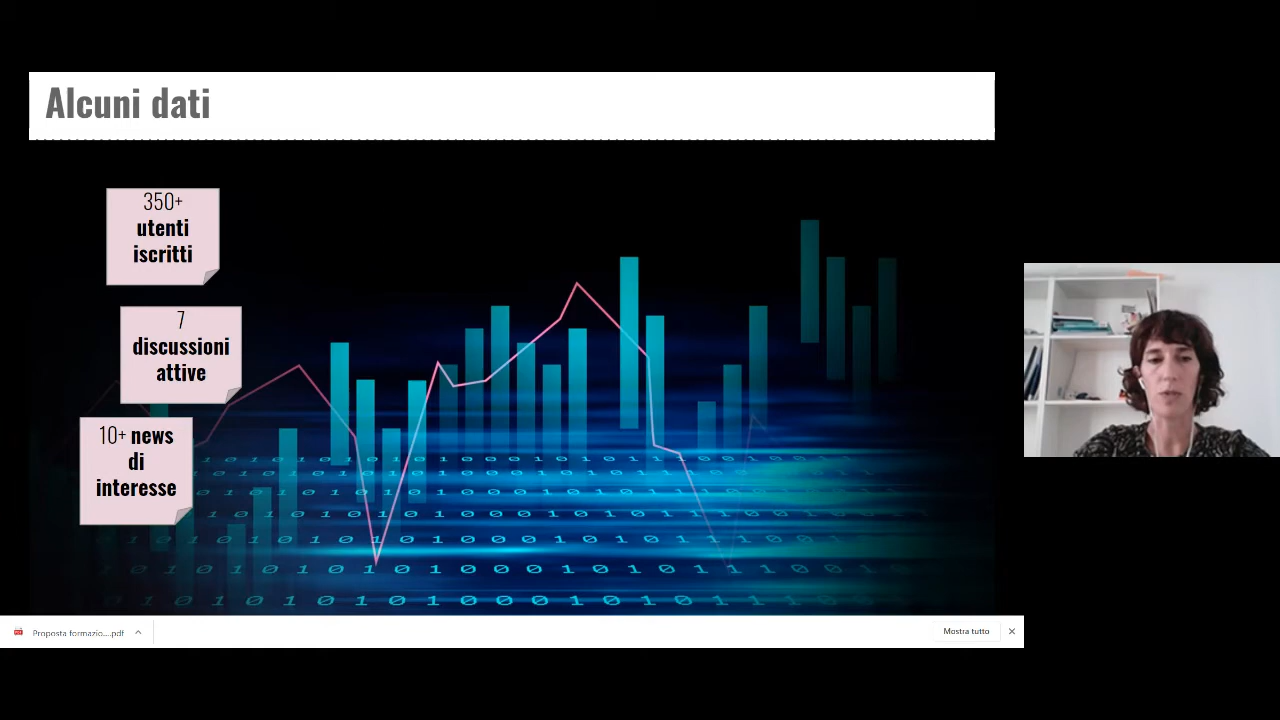 Alcuni dati
350+
utenti
iscritti
7
discussioni
attive
10+ news
di
interesse
Proposta formazio....pdf
Mostra tutto